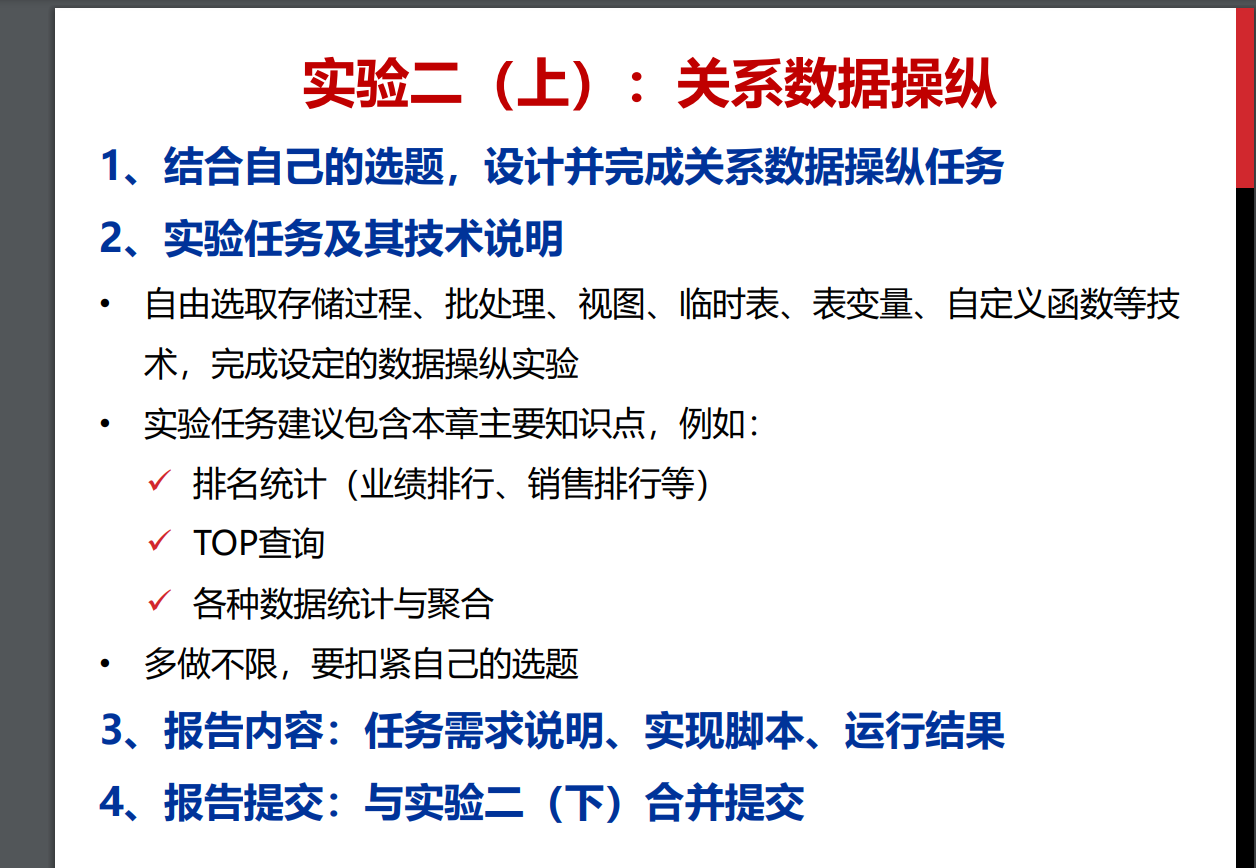 实验二（上）：关系数据操纵
1、结合自己的选题，设计并完成关系数据操纵任务
2、实验任务及其技术说明
• 自由选取存储过程、批处理、视图、临时表、表变量、自定义函数等技
术，完成设定的数据操纵实验
• 实验任务建议包含本章主要知识点，例如：
✓ 排名统计（业绩排行、销售排行等）
✓ TOP查询
✓ 各种数据统计与聚合
• 多做不限，要扣紧自己的选题
3、报告内容：任务需求说明、实现脚本、运行结果
4、报告提交：与实验二（下）合并提交